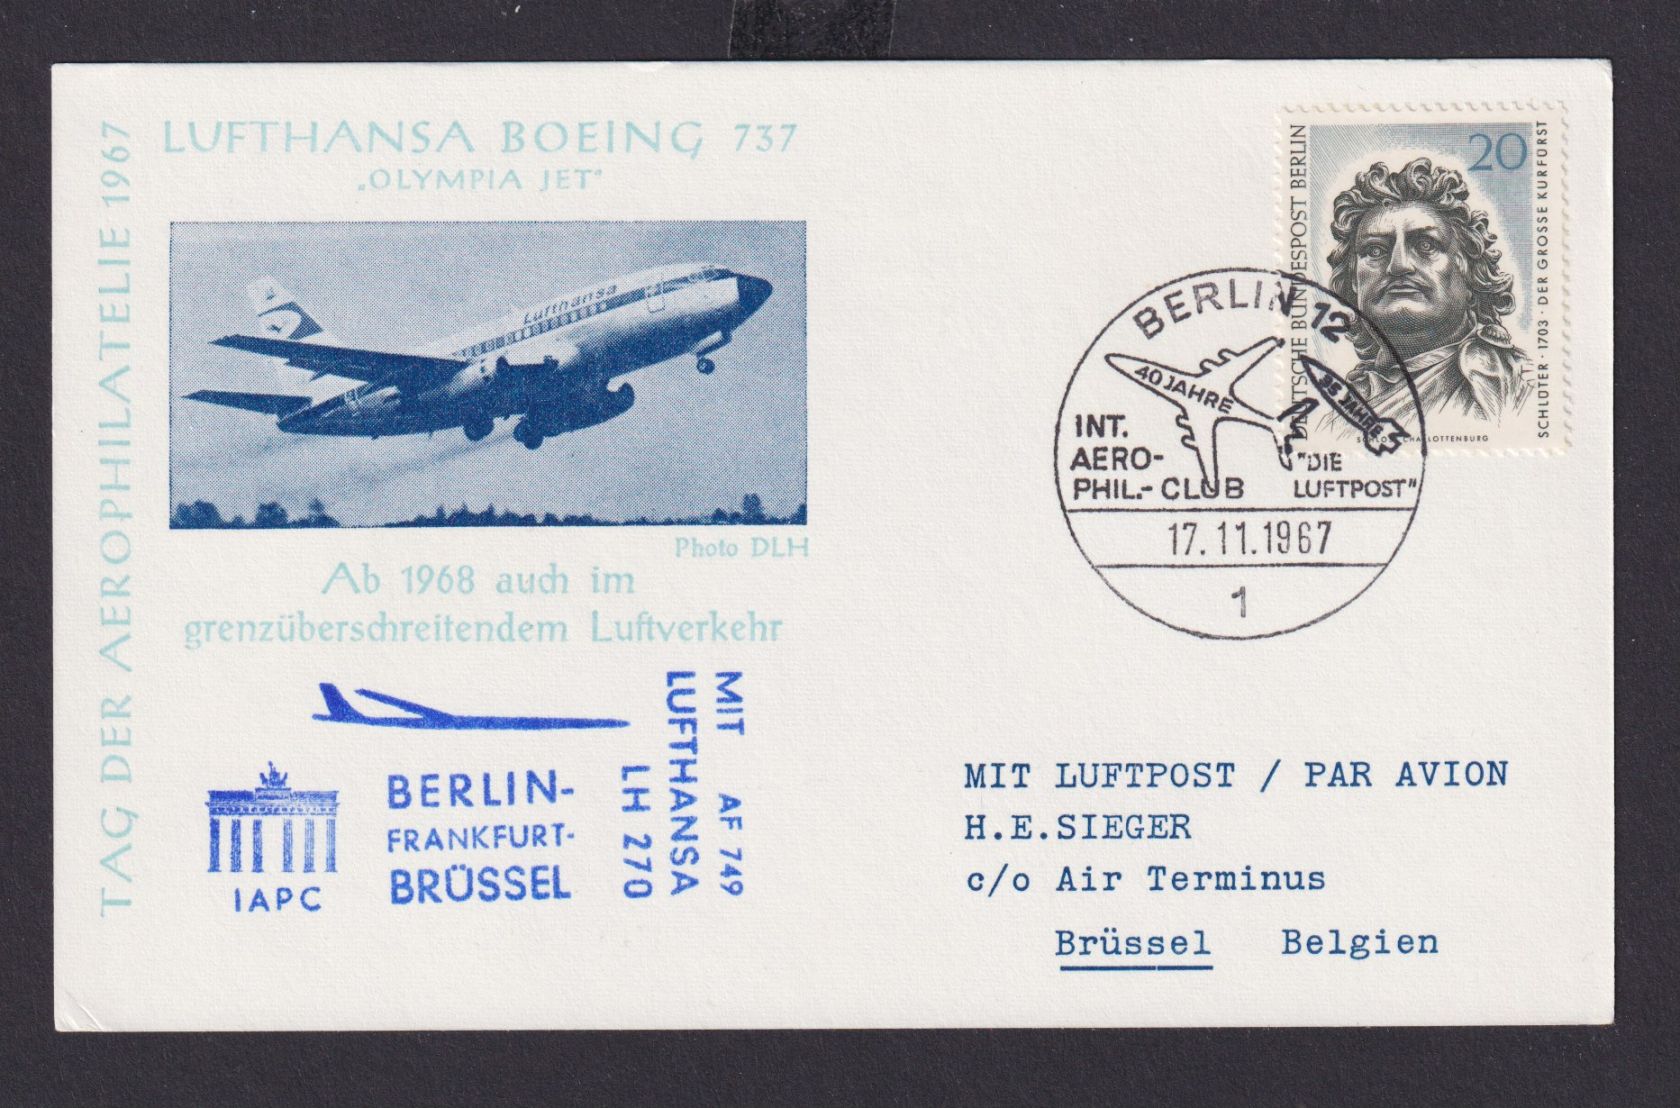 TAG DER AEROPHILATELIE 1967
LUFTHANSA BOEING 737
„OLYMPIA JET“
Lufthansa
Photo DLH
Ab 1968 auch im
grenzüberschreitendem Luftverkehr
IAPC
BERLIN-
FRANKFURT-
BRÜSSEL
MIT AF 749
LUFTHANSA
LH 270
DEUTSCHE BUNDESPOST BERLIN
20
SCHLÜTER · 1703 · DER GROSSE KURFÜRST
SCHLOSS CHARLOTTENBURG
BERLIN 12
40 JAHRE
35 JAHRE
INT.
AERO-
PHIL.-CLUB
"DIE
LUFTPOST"
17.11.1967
1
MIT LUFTPOST / PAR AVION
H.E.SIEGER
c/o Air Terminus
Brüssel Belgien